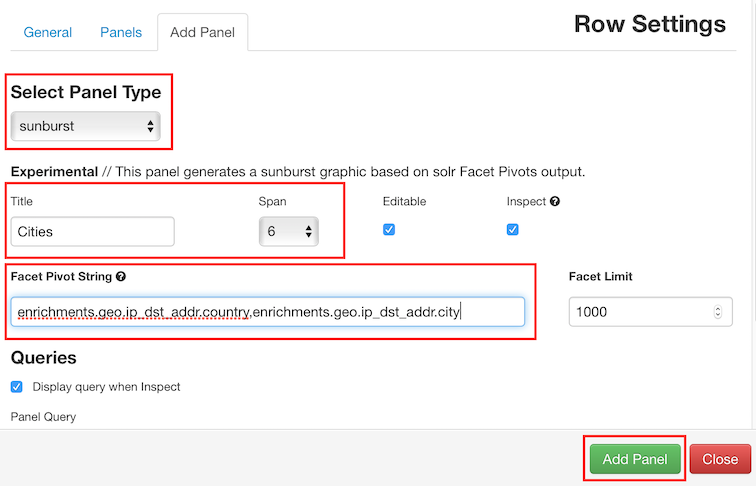 General Panels Add Panel Row Settings
Select Panel Type
sunburst
Experimental // This panel generates a sunburst graphic based on solr Facet Pivots output.
Title Span Editable Inspect
Cities 6
Facet Pivot String Facet Limit
enrichments.geo.ip_dst_addr.country,enrichments.geo.ip_dst_addr.city 1000
Queries
Display query when Inspect
Panel Query
Add Panel Close